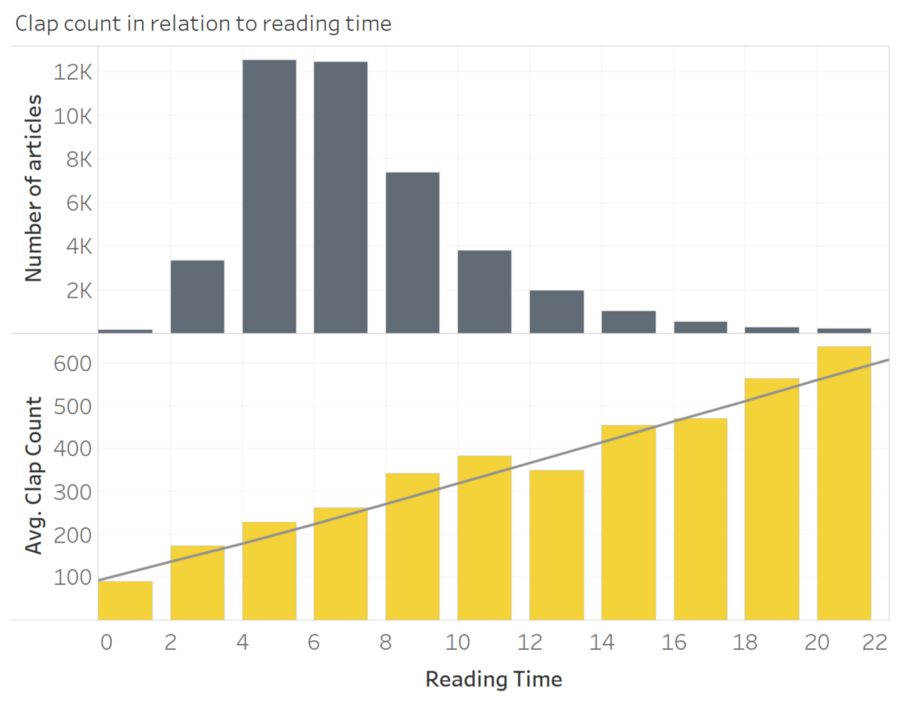 Clap count in relation to reading time
Number of articles
12K
10K
8K
6K
4K
2K
Avg. Clap Count
600
500
400
300
200
100
0 2 4 6 8 10 12 14 16 18 20 22
Reading Time